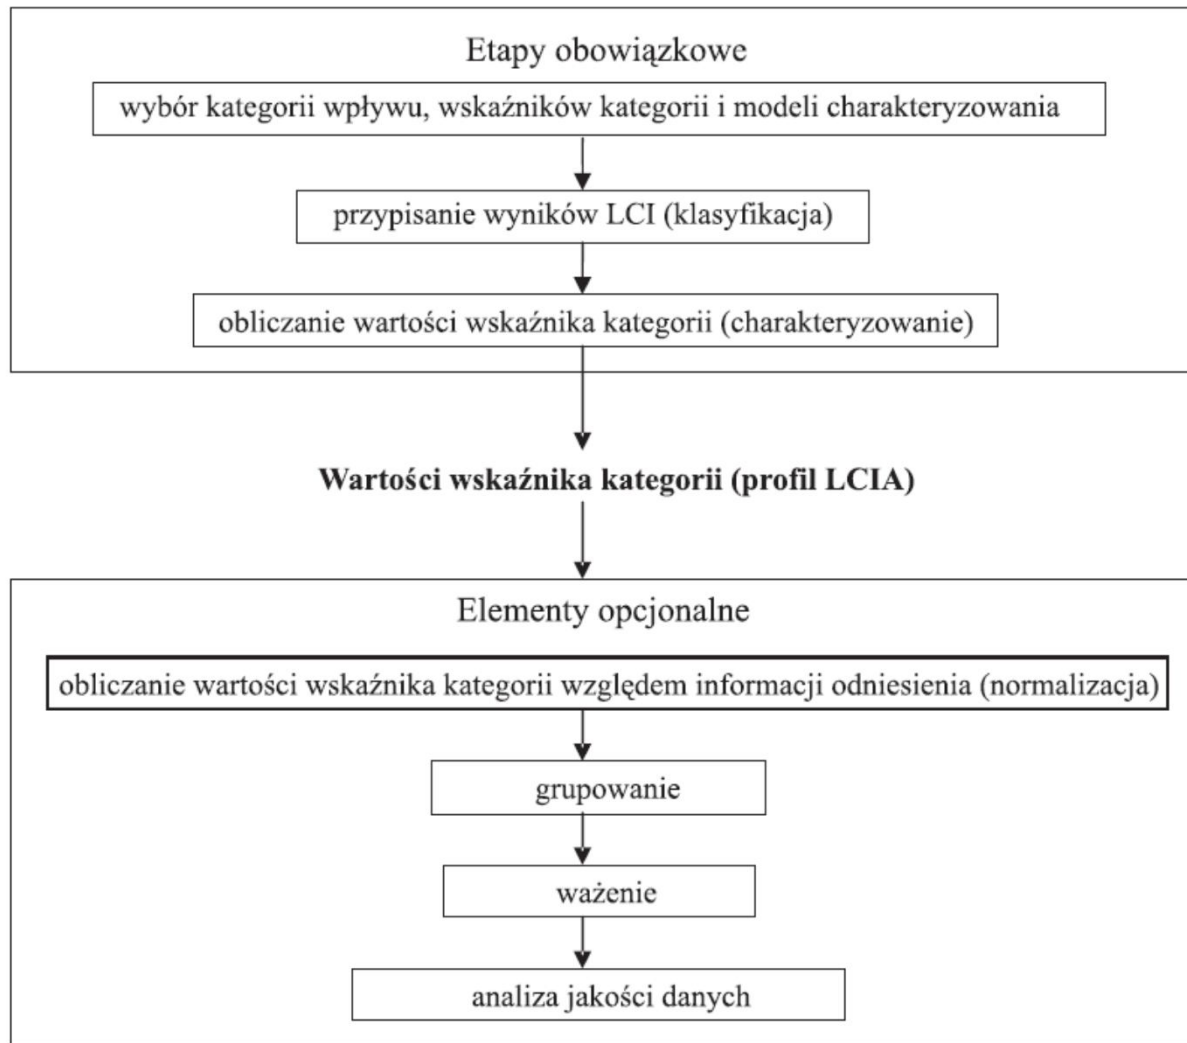 Etapy obowiązkowe
wybór kategorii wpływu, wskaźników kategorii i modeli charakteryzowania
przypisanie wyników LCI (klasyfikacja)
obliczanie wartości wskaźnika kategorii (charakteryzowanie)
Wartości wskaźnika kategorii (profil LCIA)
Elementy opcjonalne
obliczanie wartości wskaźnika kategorii względem informacji odniesienia (normalizacja)
grupowanie
ważenie
analiza jakości danych